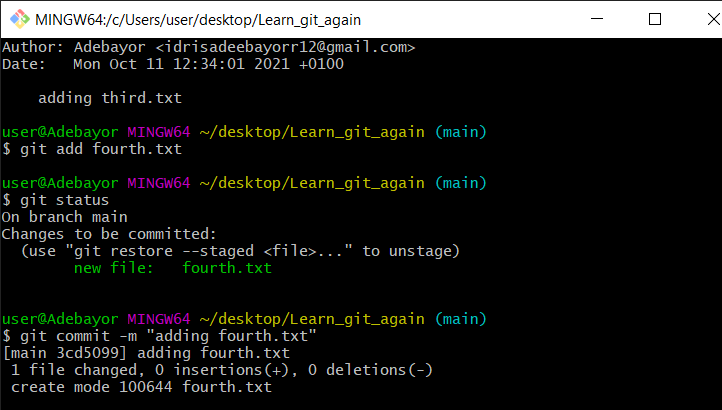 MINGW64:/c/Users/user/desktop/Learn_git_again
Author: Adebayor <idrisadeebayorr12@gmail.com>
Date:   Mon Oct 11 12:34:01 2021 +0100
    adding third.txt
user@Adebayor MINGW64 ~/desktop/Learn_git_again (main)
$ git add fourth.txt
user@Adebayor MINGW64 ~/desktop/Learn_git_again (main)
$ git status
On branch main
Changes to be committed:
  (use "git restore --staged <file>..." to unstage)
        new file:   fourth.txt
user@Adebayor MINGW64 ~/desktop/Learn_git_again (main)
$ git commit -m "adding fourth.txt"
[main 3cd5099] adding fourth.txt
 1 file changed, 0 insertions(+), 0 deletions(-)
 create mode 100644 fourth.txt